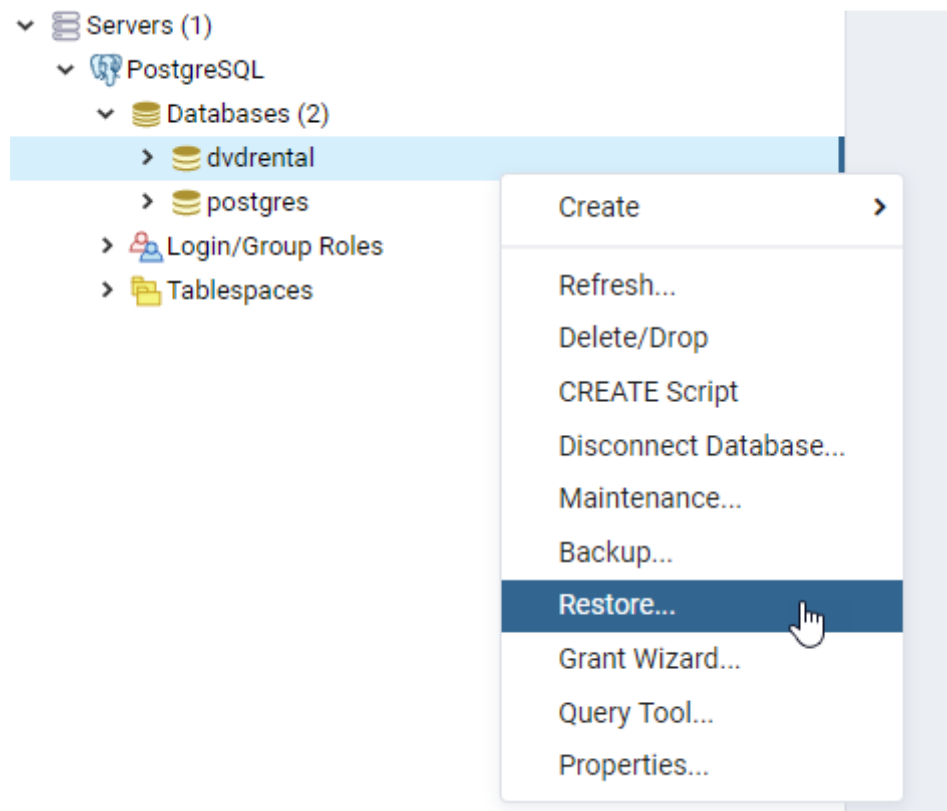 Servers (1)
PostgreSQL
Databases (2)
dvdrental
postgres
Login/Group Roles
Tablespaces
Create
Refresh...
Delete/Drop
CREATE Script
Disconnect Database...
Maintenance...
Backup...
Restore...
Grant Wizard...
Query Tool...
Properties...